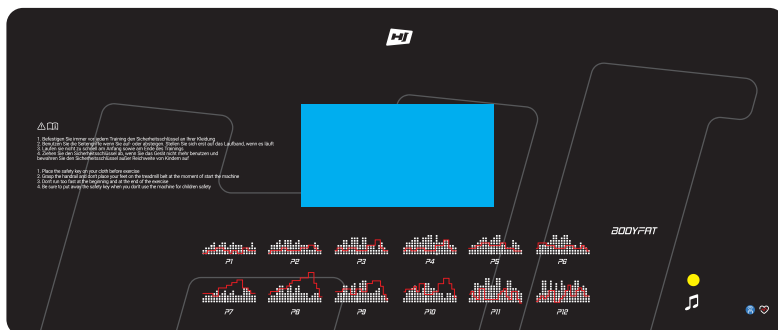 HJ
1. Befestigen Sie immer vor jedem Training den Sicherheitsschlüssel an Ihrer Kleidung
2. Benutzen Sie die Seitengriffe wenn Sie auf- oder absteigen. Stellen Sie sich erst auf das Laufband, wenn es läuft
3. Laufen sie nicht zu schnell am Anfang sowie am Ende des Trainings
4. Ziehen Sie den Sicherheitsschlüssel ab, wenn Sie das Gerät nicht mehr benutzen und
bewahren Sie den Sicherheitsschlüssel außer Reichweite von Kindern auf
1. Place the safety key on your cloth before exercise
2. Grasp the handrail and don't place your feet on the treadmill belt at the moment of start the machine
3. Don't run too fast at the beginning and at the end of the exercise
4. Be sure to put away the safety key when you don't use the machine for children safety
BODYFAT
P1 P2 P3 P4 P5 P6
P7 P8 P9 P10 P11 P12